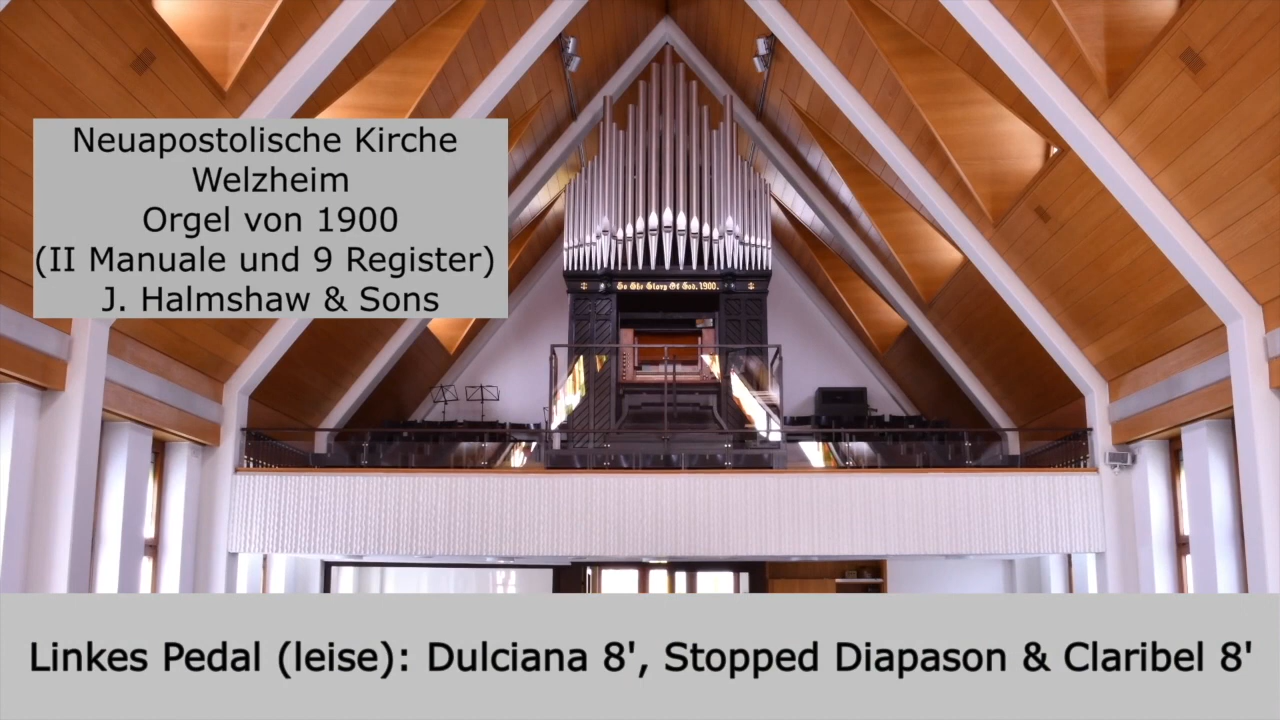 Neuapostolische Kirche
Welzheim
Orgel von 1900
(II Manuale und 9 Register)
J. Halmshaw & Sons
To The Glory Of God. 1900.
Linkes Pedal (leise): Dulciana 8', Stopped Diapason & Claribel 8'